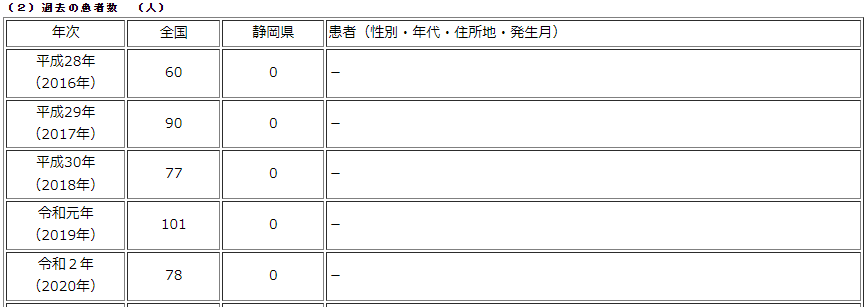 （２）過去の患者数　（人）
年次 全国 静岡県 患者（性別・年代・住所地・発生月）
平成28年
（2016年） 60 0 －
平成29年
（2017年） 90 0 －
平成30年
（2018年） 77 0 －
令和元年
（2019年） 101 0 －
令和２年
（2020年） 78 0 －